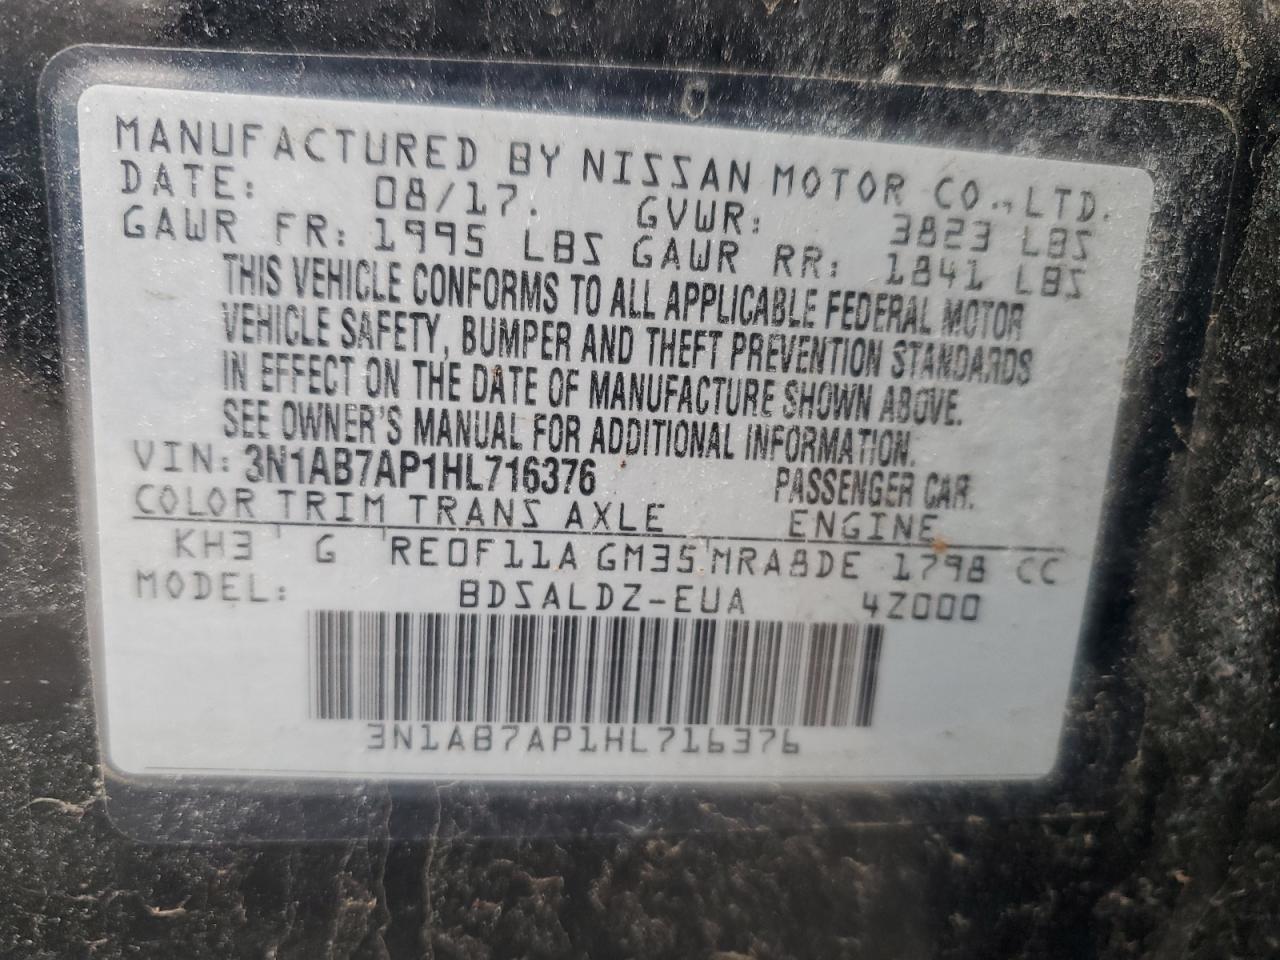 MANUFACTURED BY NISSAN MOTOR CO., LTD.
DATE: 08/17. GVWR: 3823 LBS
GAWR FR: 1995 LBS GAWR RR: 1841 LBS
THIS VEHICLE CONFORMS TO ALL APPLICABLE FEDERAL MOTOR
VEHICLE SAFETY, BUMPER AND THEFT PREVENTION STANDARDS
IN EFFECT ON THE DATE OF MANUFACTURE SHOWN ABOVE.
SEE OWNER'S MANUAL FOR ADDITIONAL INFORMATION.
VIN: 3N1AB7AP1HL716376 PASSENGER CAR.
COLOR TRIM TRANS AXLE ENGINE
KH3 G RE0F11A GM35 MRA8DE 1798 CC
MODEL: BDSALDZ-EUA 4Z000
3N1AB7AP1HL716376